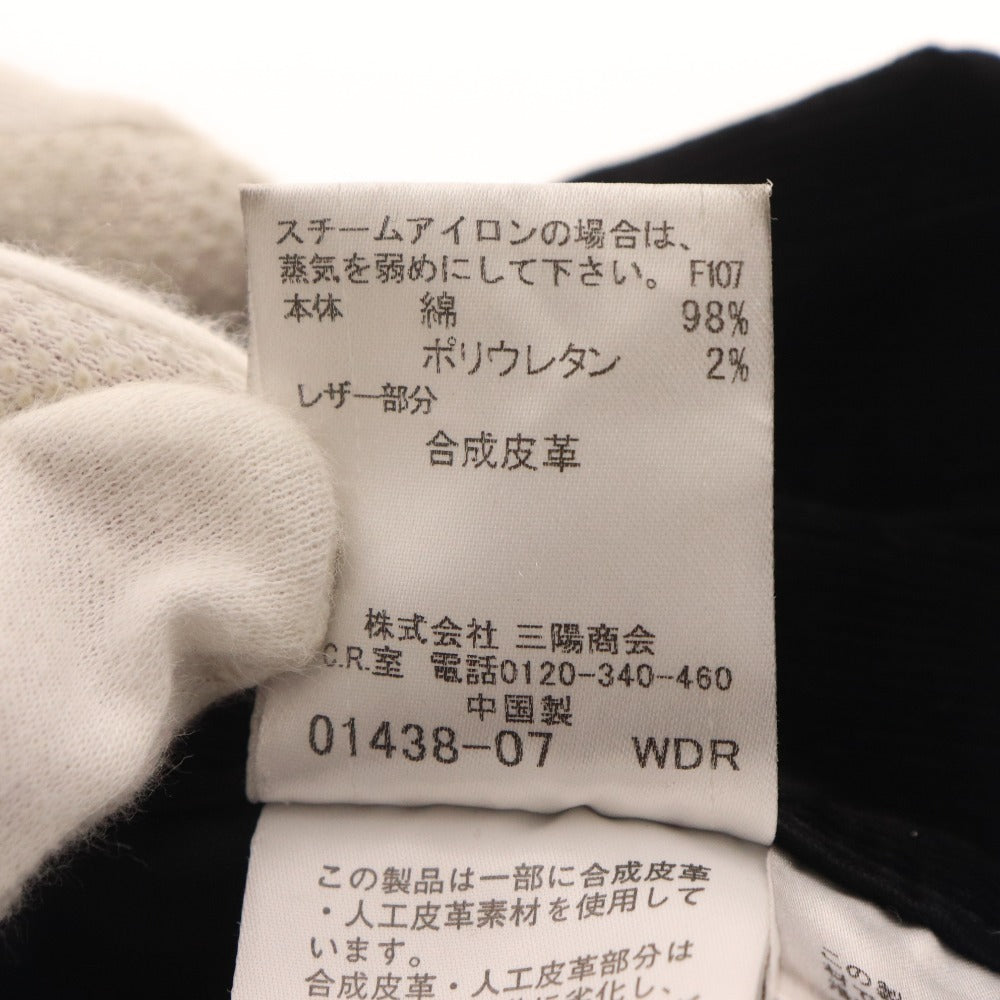 スチームアイロンの場合は、
蒸気を弱めにして下さい。 F107
本体 綿 98%
ポリウレタン 2%
レザー部分
合成皮革
株式会社 三陽商会
C.R.室 電話0120-340-460
中国製
01438-07 WDR
この製品は一部に合成皮革
・人工皮革素材を使用して
います。
合成皮革・人工皮革部分は